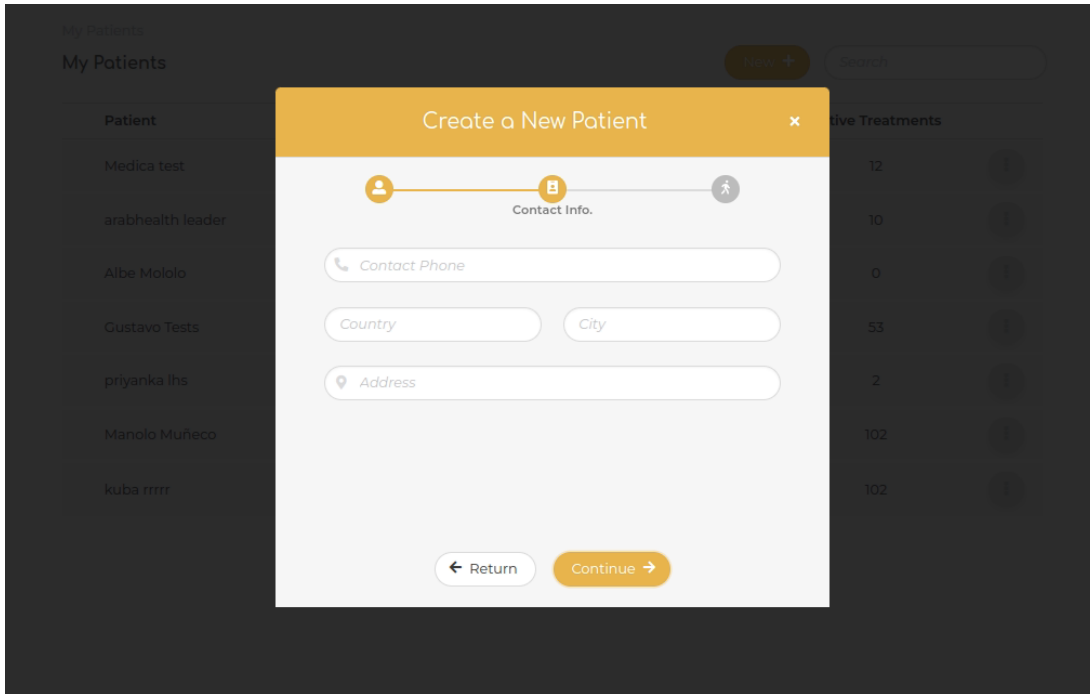 My Patients
My Patients
New +
Search
Create a New Patient
×
Patient
tive Treatments
Medica test
12
Contact Info.
arabhealth leader
10
Contact Phone
Albe Mololo
0
Country
City
Gustavo Tests
53
Address
priyanka lhs
2
Manolo Muñeco
102
kuba rrrrr
102
← Return
Continue →